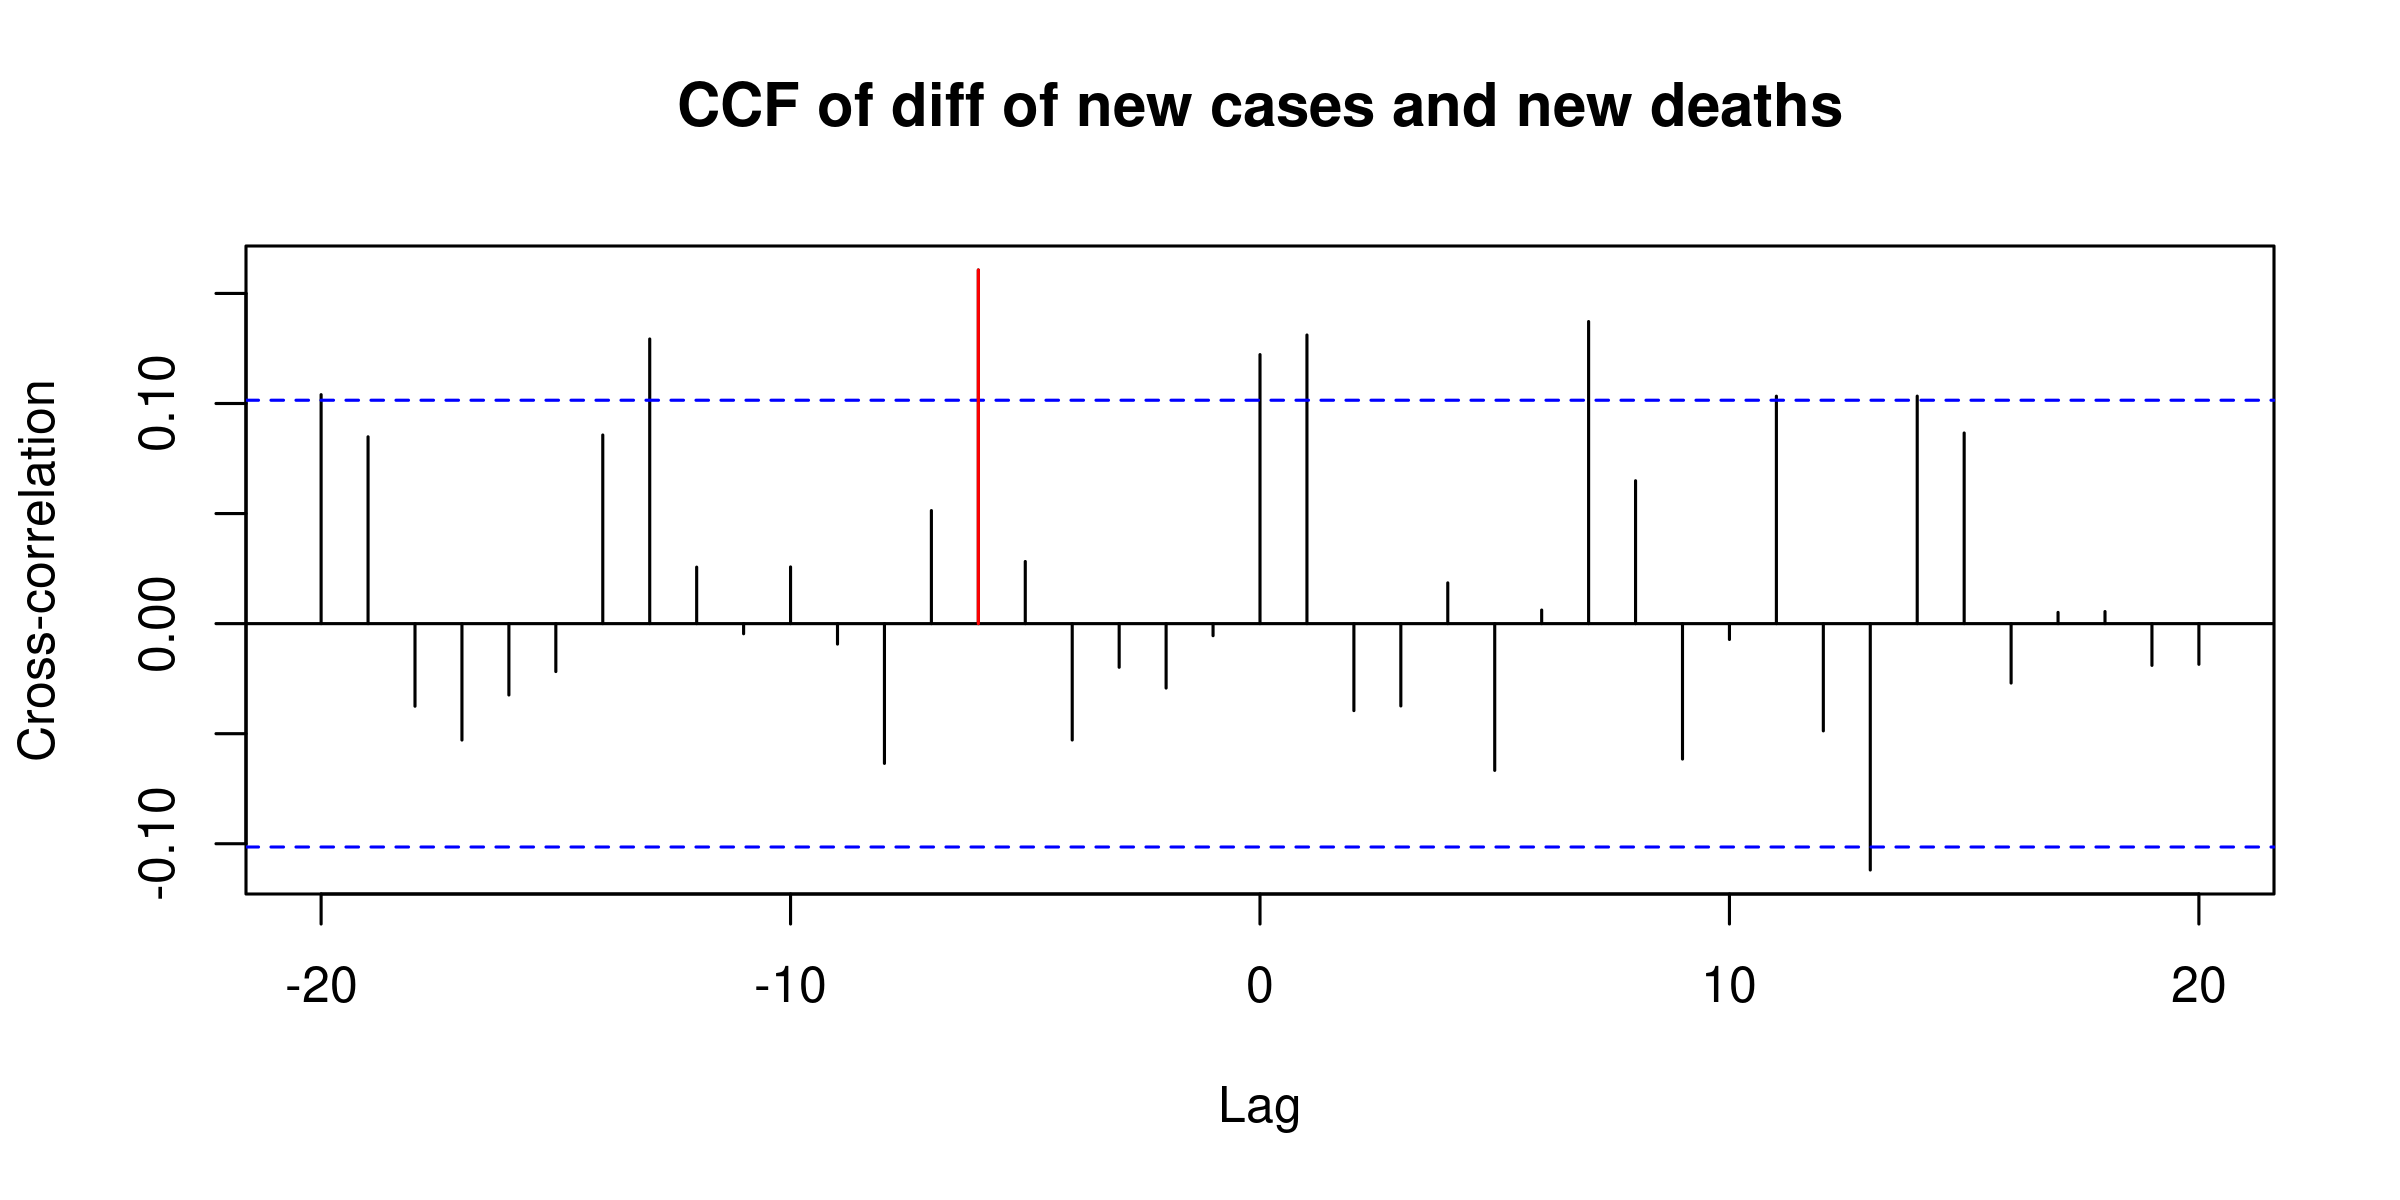 CCF of diff of new cases and new deaths
Cross-correlation
0.10
0.00
-0.10
-20 -10 0 10 20
Lag